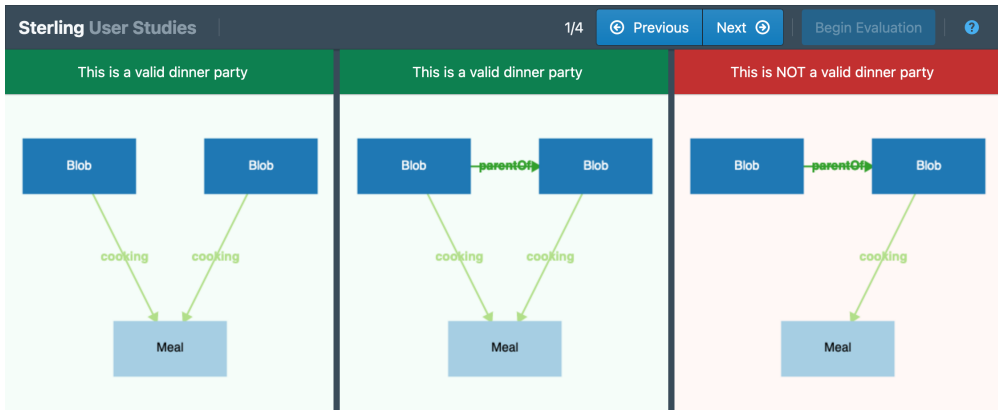 Sterling User Studies 1/4 Previous Next Begin Evaluation ?
This is a valid dinner party
Blob Blob
parentOf
cooking cooking
Meal
This is a valid dinner party
Blob parentOf Blob
cooking cooking
Meal
This is NOT a valid dinner party
Blob parentOf Blob
cooking
Meal